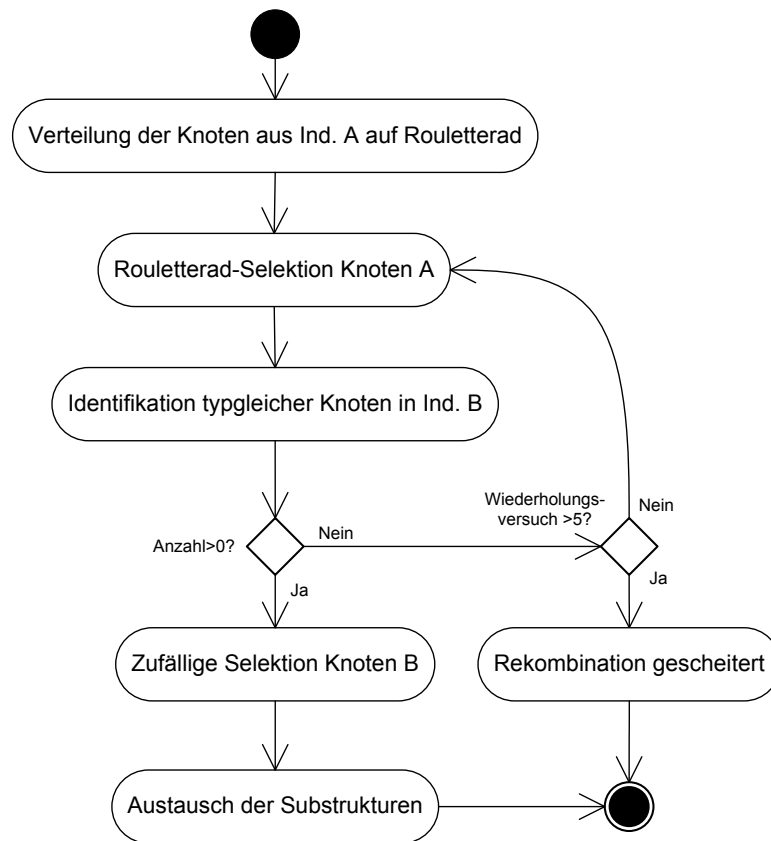 Verteilung der Knoten aus Ind. A auf Rouletterad
Rouletterad-Selektion Knoten A
Identifikation typgleicher Knoten in Ind. B
Anzahl>0?
Nein
Wiederholungs-
versuch >5?
Nein
Ja
Ja
Zufällige Selektion Knoten B
Rekombination gescheitert
Austausch der Substrukturen